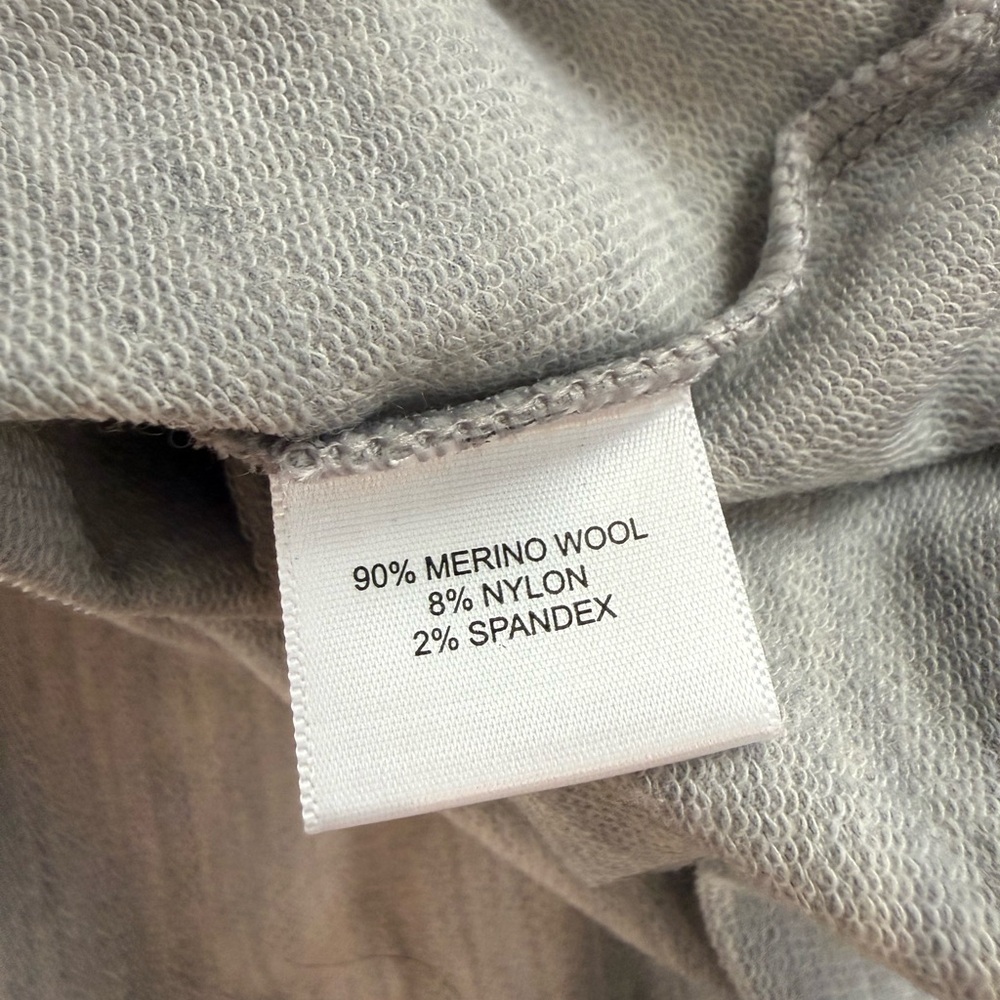 90% MERINO WOOL
8% NYLON
2% SPANDEX